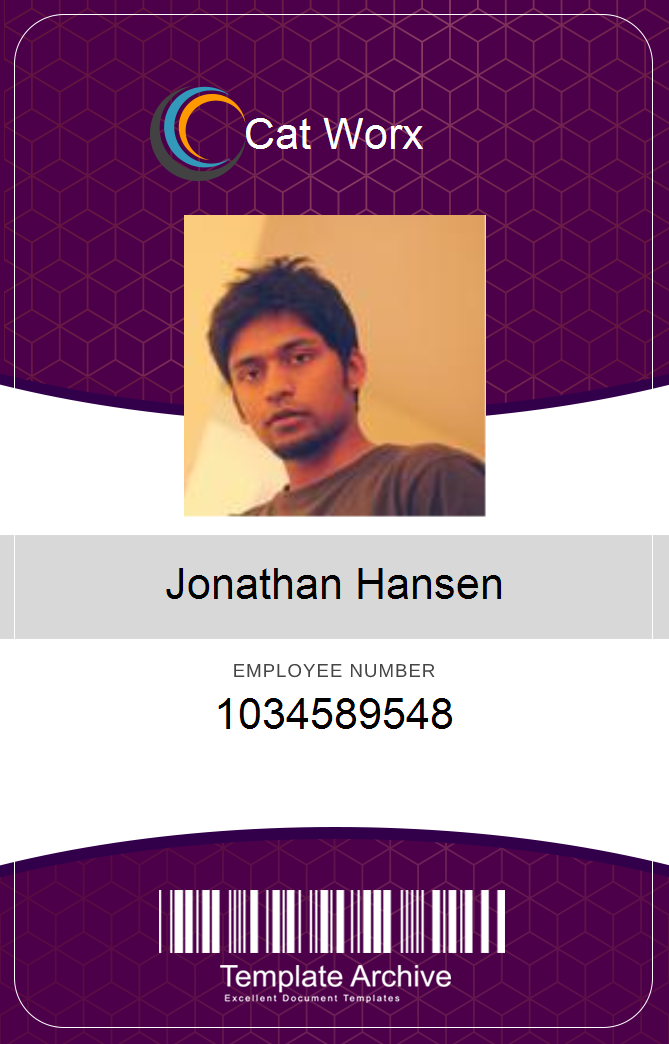 Cat Worx
Jonathan Hansen
EMPLOYEE NUMBER
1034589548
Template Archive
Excellent Document Templates